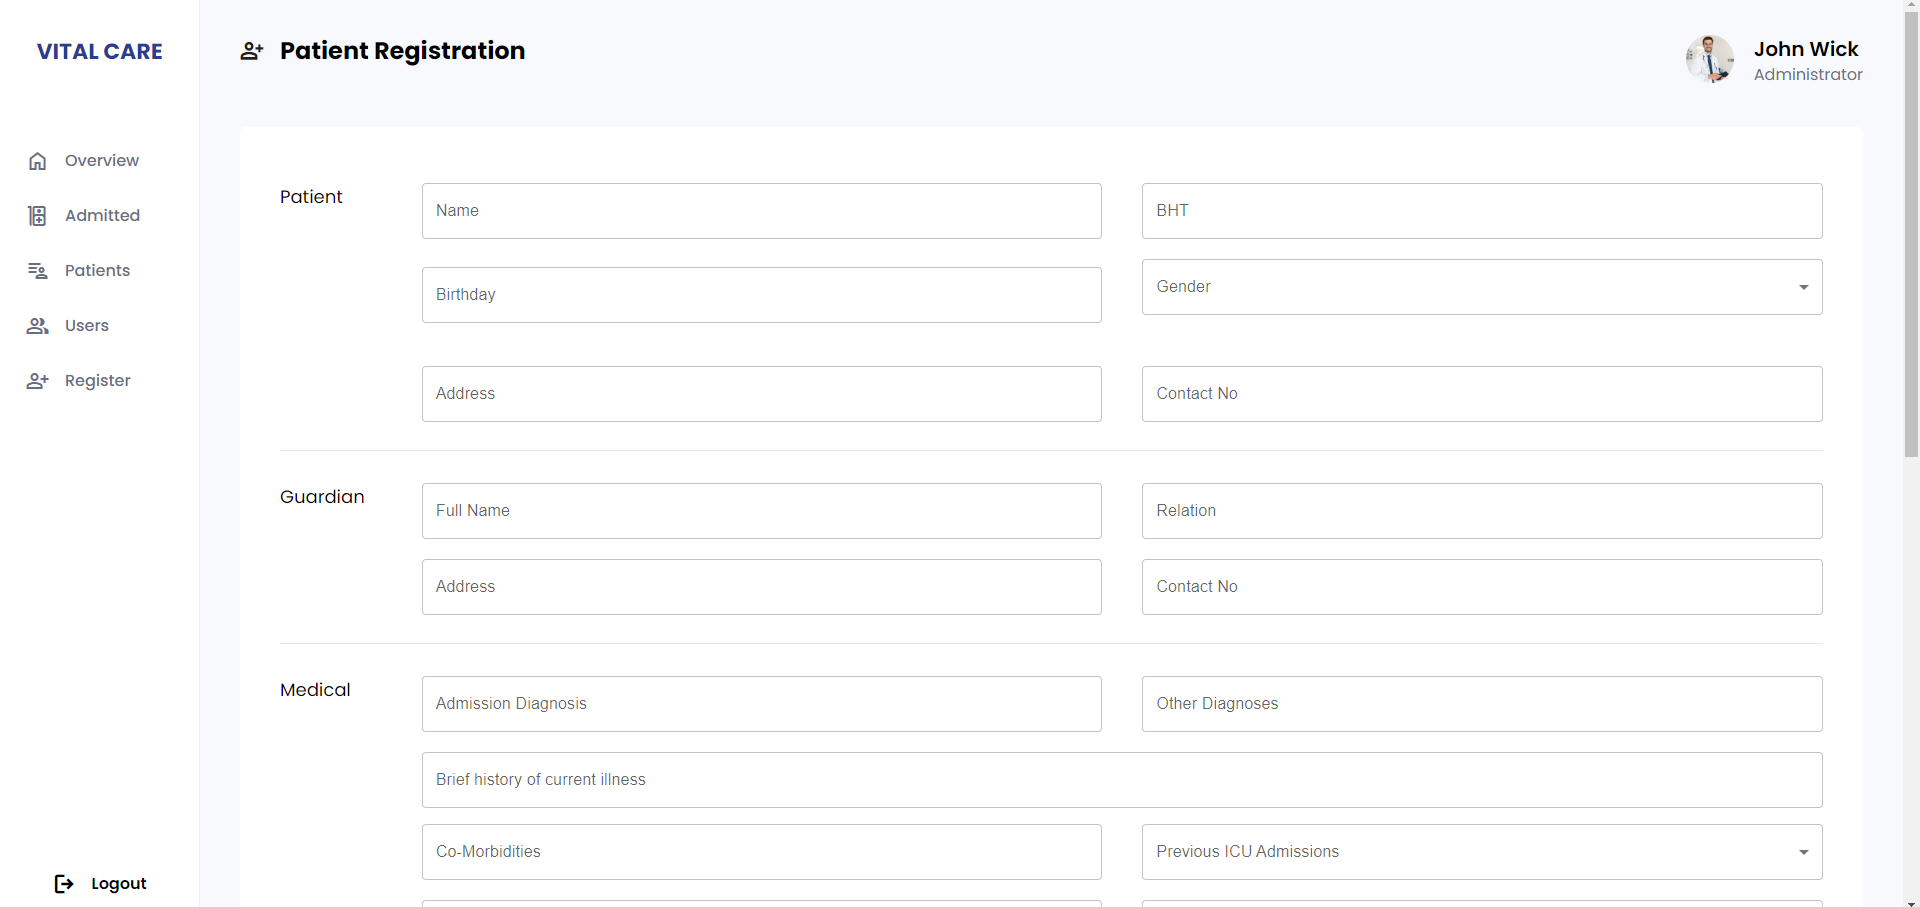 VITAL CARE
Patient Registration
John Wick
Administrator
Overview
Admitted
Patients
Users
Register
Logout
Patient
Name
BHT
Birthday
Gender
Address
Contact No
Guardian
Full Name
Relation
Address
Contact No
Medical
Admission Diagnosis
Other Diagnoses
Brief history of current illness
Co-Morbidities
Previous ICU Admissions